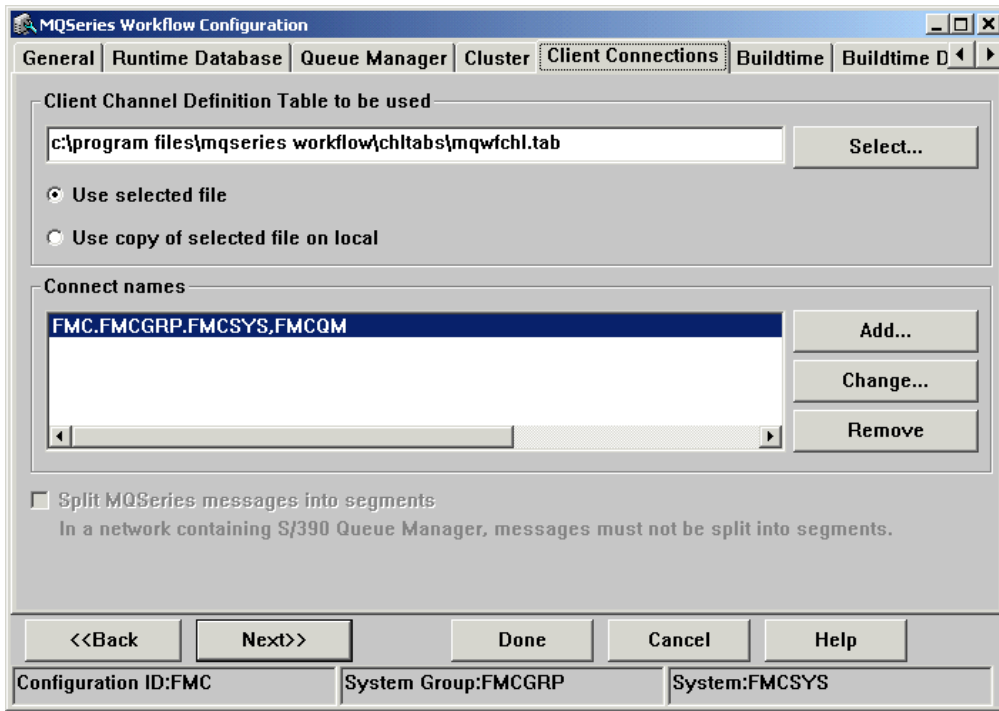 MQSeries Workflow Configuration
General Runtime Database Queue Manager Cluster Client Connections Buildtime Buildtime D
Client Channel Definition Table to be used
c:\program files\mqseries workflow\chltabs\mqwfchl.tab
Select...
Use selected file
Use copy of selected file on local
Connect names
FMC.FMCGRP.FMCSYS,FMCQM
Add...
Change...
Remove
Split MQSeries messages into segments
In a network containing S/390 Queue Manager, messages must not be split into segments.
<<Back Next>> Done Cancel Help
Configuration ID:FMC System Group:FMCGRP System:FMCSYS